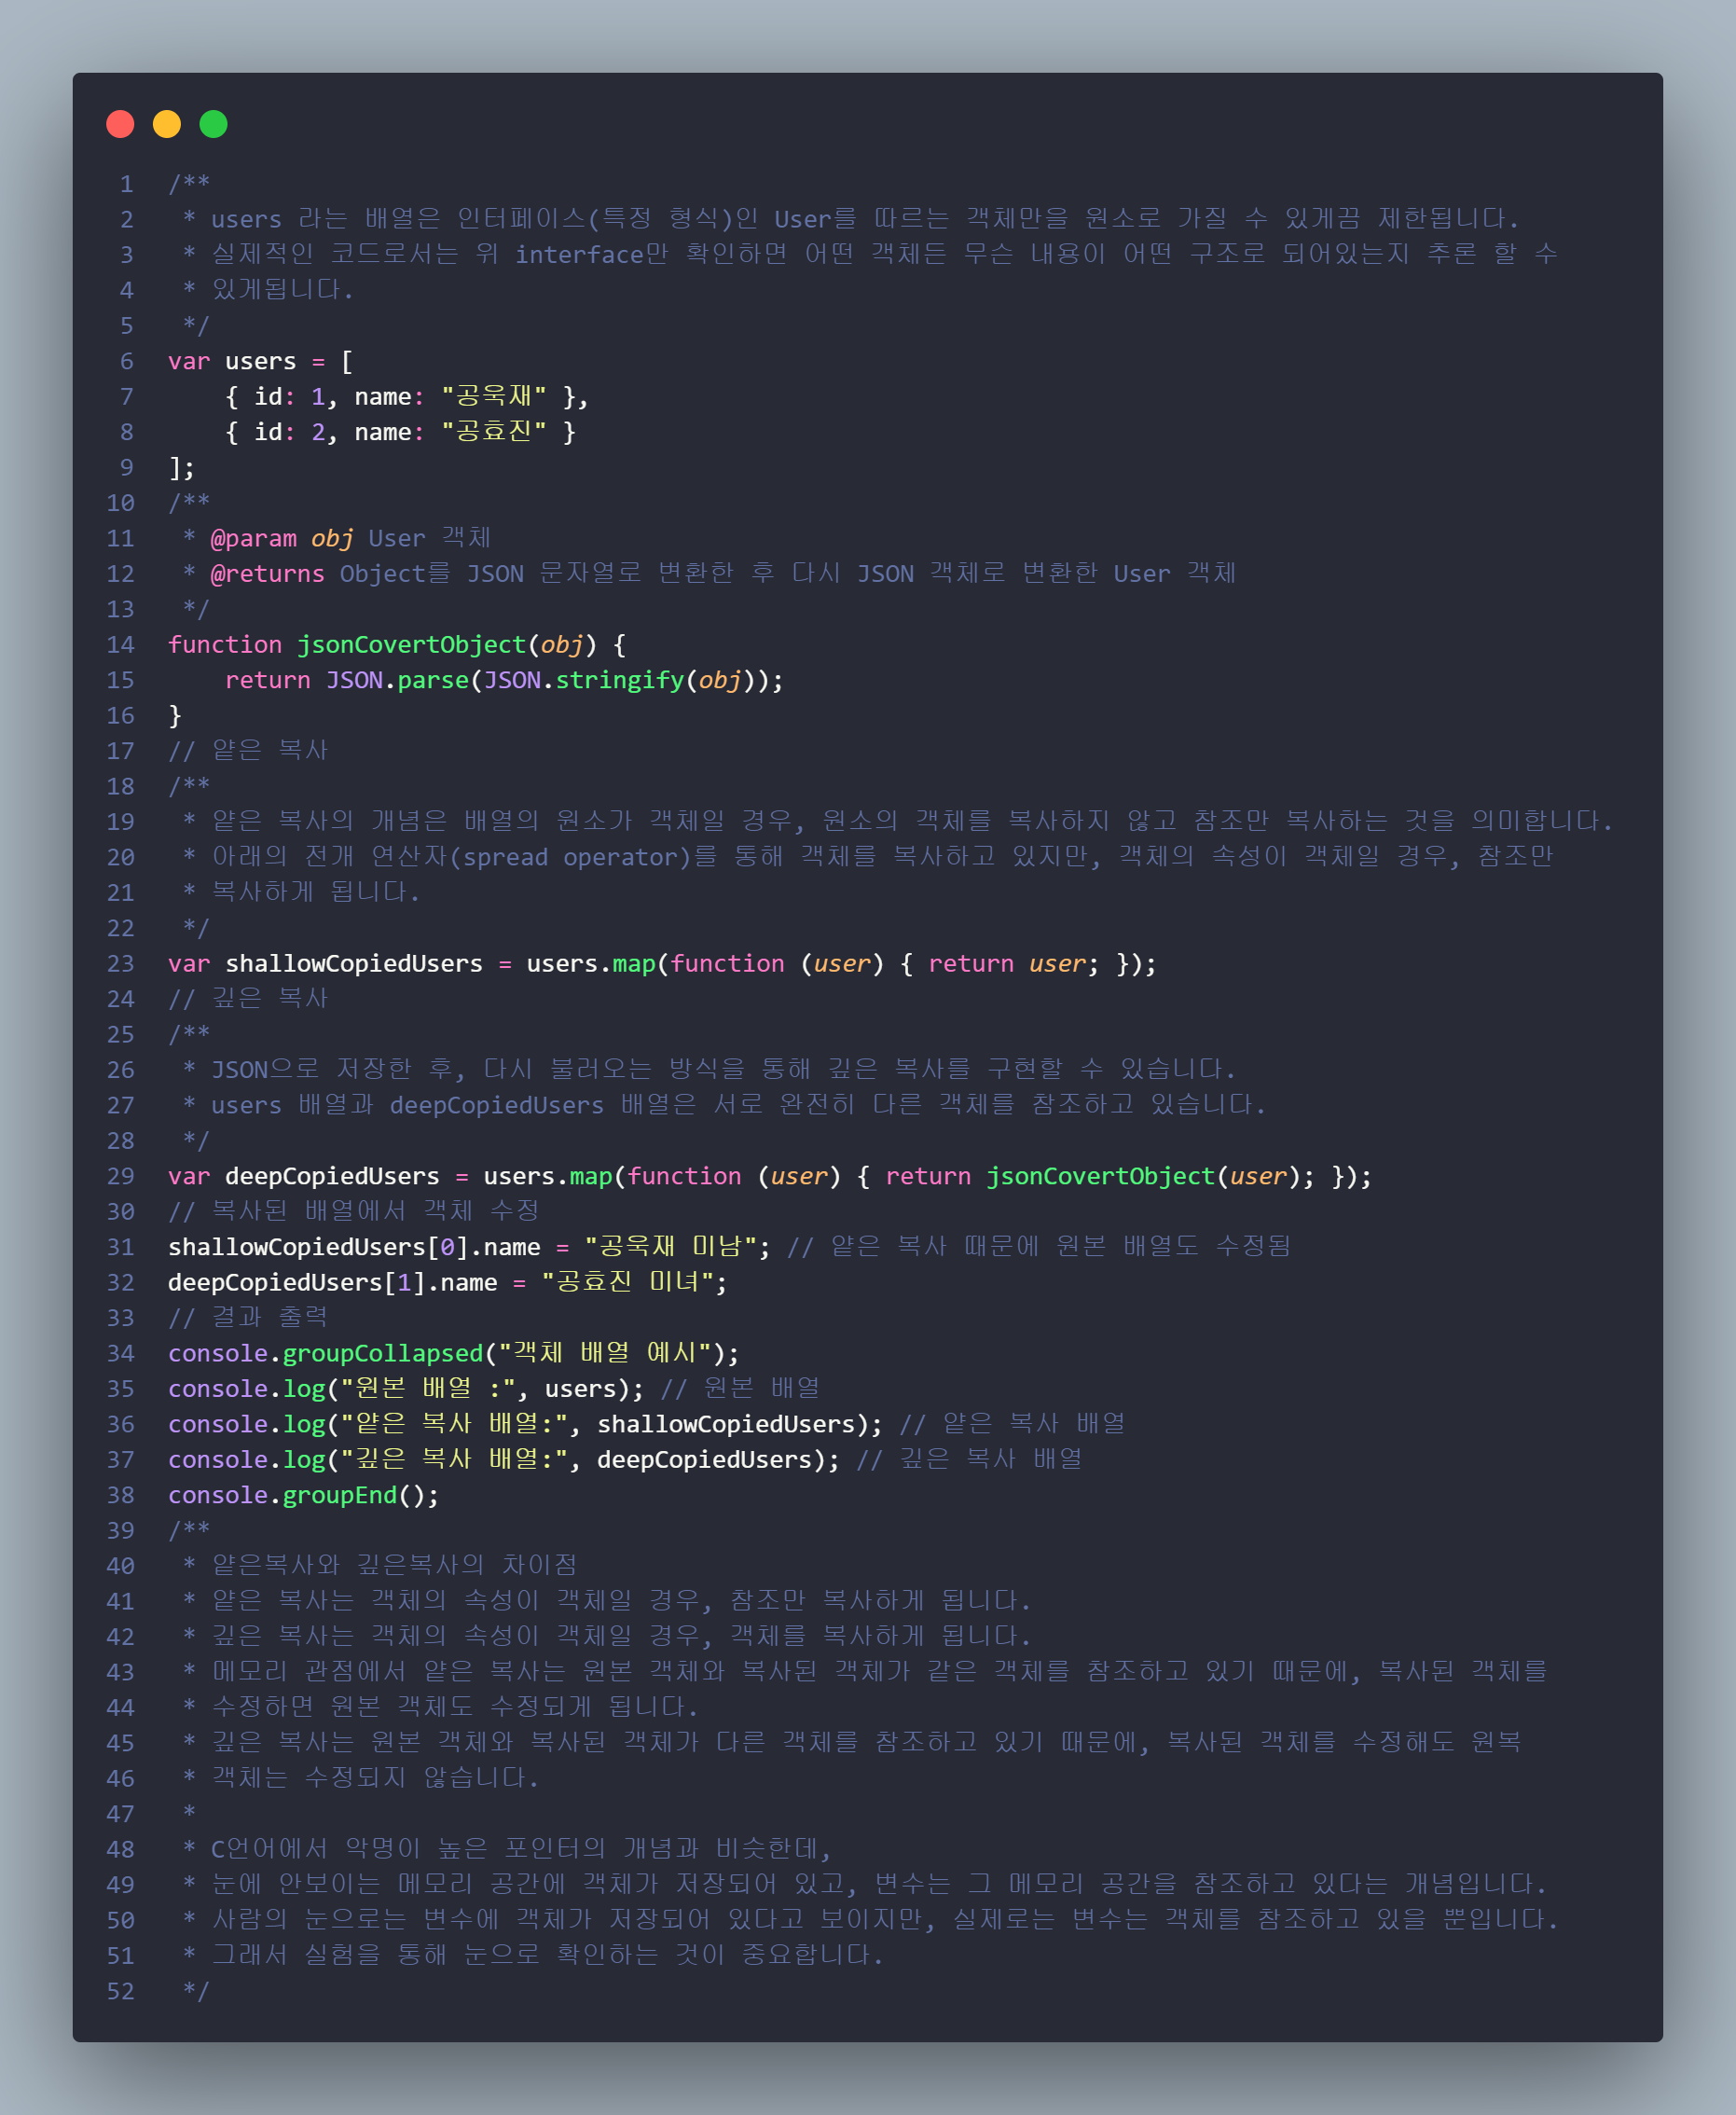 1 /**
2  * users 라는 배열은 인터페이스(특정 형식)인 User를 따르는 객체만을 원소로 가질 수 있게끔 제한됩니다.
3  * 실제적인 코드로서는 위 interface만 확인하면 어떤 객체든 무슨 내용이 어떤 구조로 되어있는지 추론 할 수
4  * 있게됩니다.
5  */
6 var users = [
7     { id: 1, name: "공욱재" },
8     { id: 2, name: "공효진" }
9 ];
10 /**
11  * @param obj User 객체
12  * @returns Object를 JSON 문자열로 변환한 후 다시 JSON 객체로 변환한 User 객체
13  */
14 function jsonCovertObject(obj) {
15     return JSON.parse(JSON.stringify(obj));
16 }
17 // 얕은 복사
18 /**
19  * 얕은 복사의 개념은 배열의 원소가 객체일 경우, 원소의 객체를 복사하지 않고 참조만 복사하는 것을 의미합니다.
20  * 아래의 전개 연산자(spread operator)를 통해 객체를 복사하고 있지만, 객체의 속성이 객체일 경우, 참조만
21  * 복사하게 됩니다.
22  */
23 var shallowCopiedUsers = users.map(function (user) { return user; });
24 // 깊은 복사
25 /**
26  * JSON으로 저장한 후, 다시 불러오는 방식을 통해 깊은 복사를 구현할 수 있습니다.
27  * users 배열과 deepCopiedUsers 배열은 서로 완전히 다른 객체를 참조하고 있습니다.
28  */
29 var deepCopiedUsers = users.map(function (user) { return jsonCovertObject(user); });
30 // 복사된 배열에서 객체 수정
31 shallowCopiedUsers[0].name = "공욱재 미남"; // 얕은 복사 때문에 원본 배열도 수정됨
32 deepCopiedUsers[1].name = "공효진 미녀";
33 // 결과 출력
34 console.groupCollapsed("객체 배열 예시");
35 console.log("원본 배열 :", users); // 원본 배열
36 console.log("얕은 복사 배열:", shallowCopiedUsers); // 얕은 복사 배열
37 console.log("깊은 복사 배열:", deepCopiedUsers); // 깊은 복사 배열
38 console.groupEnd();
39 /**
40  * 얕은복사와 깊은복사의 차이점
41  * 얕은 복사는 객체의 속성이 객체일 경우, 참조만 복사하게 됩니다.
42  * 깊은 복사는 객체의 속성이 객체일 경우, 객체를 복사하게 됩니다.
43  * 메모리 관점에서 얕은 복사는 원본 객체와 복사된 객체가 같은 객체를 참조하고 있기 때문에, 복사된 객체를
44  * 수정하면 원본 객체도 수정되게 됩니다.
45  * 깊은 복사는 원본 객체와 복사된 객체가 다른 객체를 참조하고 있기 때문에, 복사된 객체를 수정해도 원복
46  * 객체는 수정되지 않습니다.
47  *
48  * C언어에서 악명이 높은 포인터의 개념과 비슷한데,
49  * 눈에 안보이는 메모리 공간에 객체가 저장되어 있고, 변수는 그 메모리 공간을 참조하고 있다는 개념입니다.
50  * 사람의 눈으로는 변수에 객체가 저장되어 있다고 보이지만, 실제로는 변수는 객체를 참조하고 있을 뿐입니다.
51  * 그래서 실험을 통해 눈으로 확인하는 것이 중요합니다.
52  */